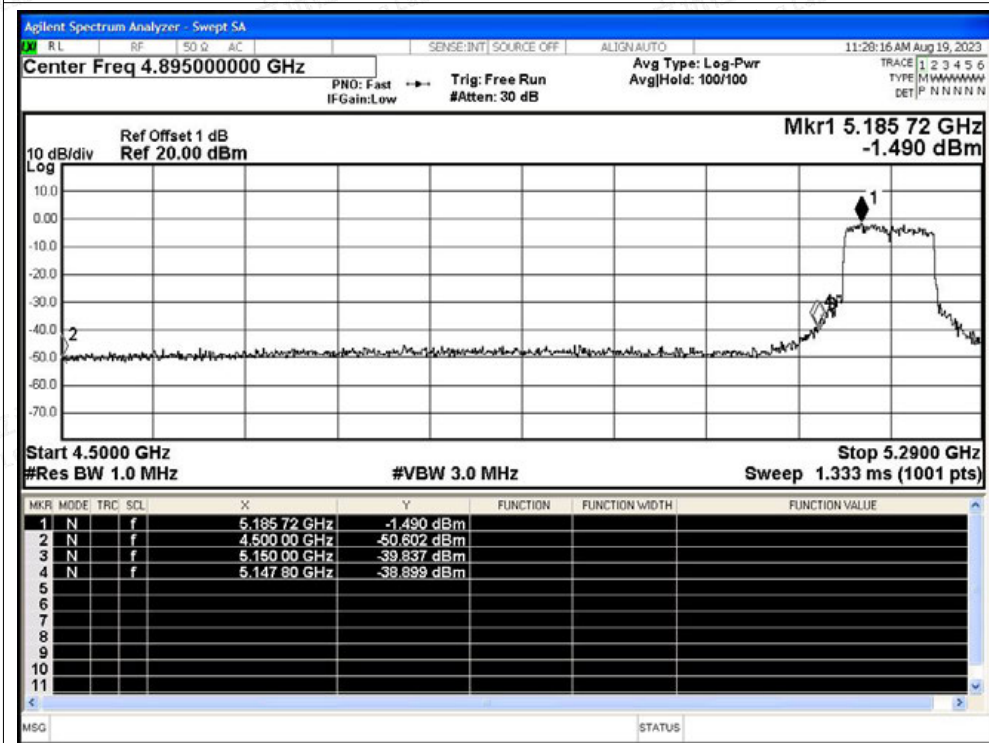 Agilent Spectrum Analyzer - Swept SA
LXI RL RF 50 Ω AC SENSE:INT SOURCE OFF ALIGNAUTO 11:28:16 AM Aug 19, 2023
Center Freq 4.895000000 GHz Avg Type: Log-Pwr TRACE 1 2 3 4 5 6
PNO: Fast Trig: Free Run Avg|Hold: 100/100 TYPE M WWWWW
IFGain:Low #Atten: 30 dB DET P N N N N N
Mkr1 5.185 72 GHz
Ref Offset 1 dB
10 dB/div Ref 20.00 dBm -1.490 dBm
Log
10.0
1
0.00
-10.0
-20.0
-30.0
-40.0
2
-50.0
-60.0
-70.0
Start 4.5000 GHz Stop 5.2900 GHz
#Res BW 1.0 MHz #VBW 3.0 MHz Sweep 1.333 ms (1001 pts)
MKR MODE TRC SCL X Y FUNCTION FUNCTION WIDTH FUNCTION VALUE
1 N f 5.185 72 GHz -1.490 dBm
2 N f 4.500 00 GHz -50.602 dBm
3 N f 5.150 00 GHz -39.837 dBm
4 N f 5.147 80 GHz -38.899 dBm
5
6
7
8
9
10
11
MSG STATUS